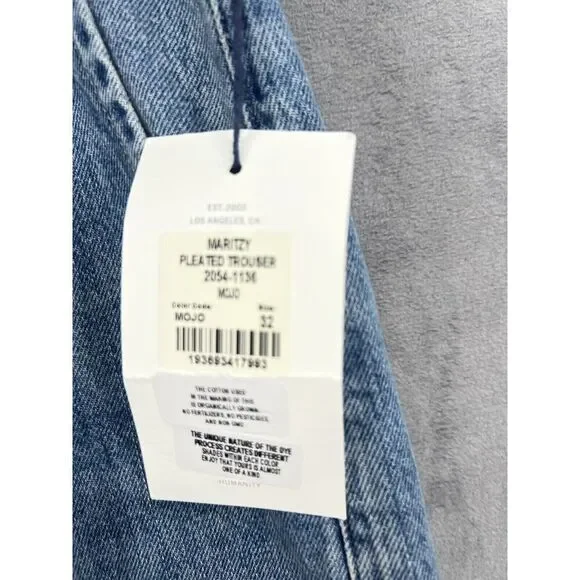 EST. 2002
LOS ANGELES, CA
MARITZY
PLEATED TROUSER
2054-1136
MOJO
Color Code: Size:
MOJO 32
193693417993
THE COTTON USED
IN THE MAKING OF THIS
IS ORGANICALLY GROWN.
NO FERTILIZERS, NO PESTICIDES,
AND NON GMO
THE UNIQUE NATURE OF THE DYE
PROCESS CREATES DIFFERENT
SHADES WITHIN EACH COLOR
ENJOY THAT YOURS IS ALMOST
ONE OF A KIND
HUMANITY